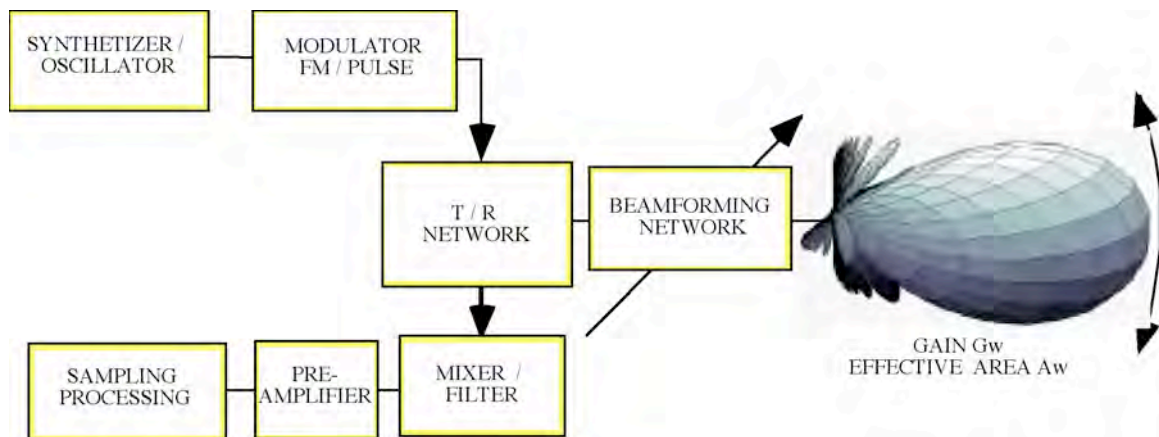 SYNTHETIZER /
OSCILLATOR
MODULATOR
FM / PULSE
T / R
NETWORK
BEAMFORMING
NETWORK
GAIN Gw
EFFECTIVE AREA Aw
SAMPLING
PROCESSING
PRE-
AMPLIFIER
MIXER /
FILTER